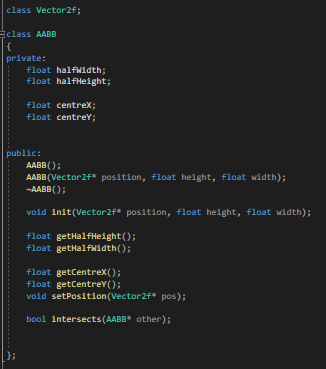 class Vector2f;
class AABB
{
private:
float halfWidth;
float halfHeight;
float centreX;
float centreY;
public:
AABB();
AABB(Vector2f* position, float height, float width);
~AABB();
void init(Vector2f* position, float height, float width);
float getHalfHeight();
float getHalfWidth();
float getCentreX();
float getCentreY();
void setPosition(Vector2f* pos);
bool intersects(AABB* other);
};